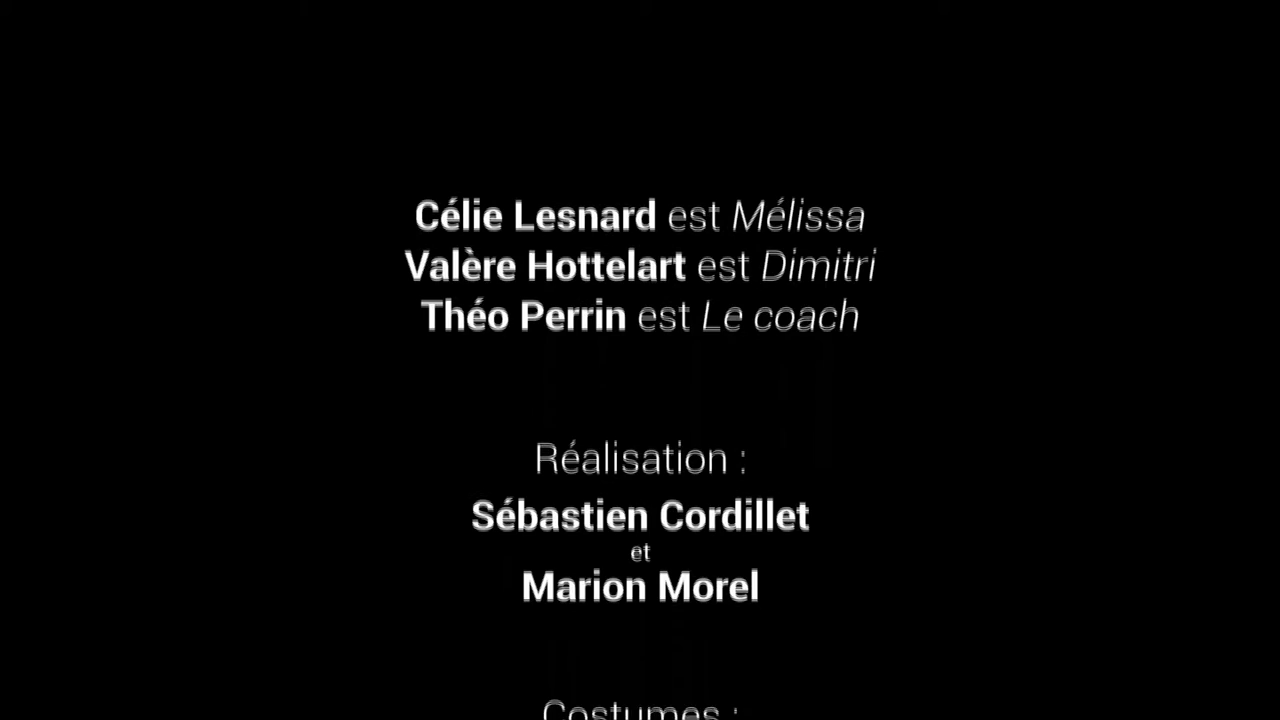 Célie Lesnard est Mélissa
Valère Hottelart est Dimitri
Théo Perrin est Le coach
Réalisation :
Sébastien Cordillet
et
Marion Morel
Costumes :